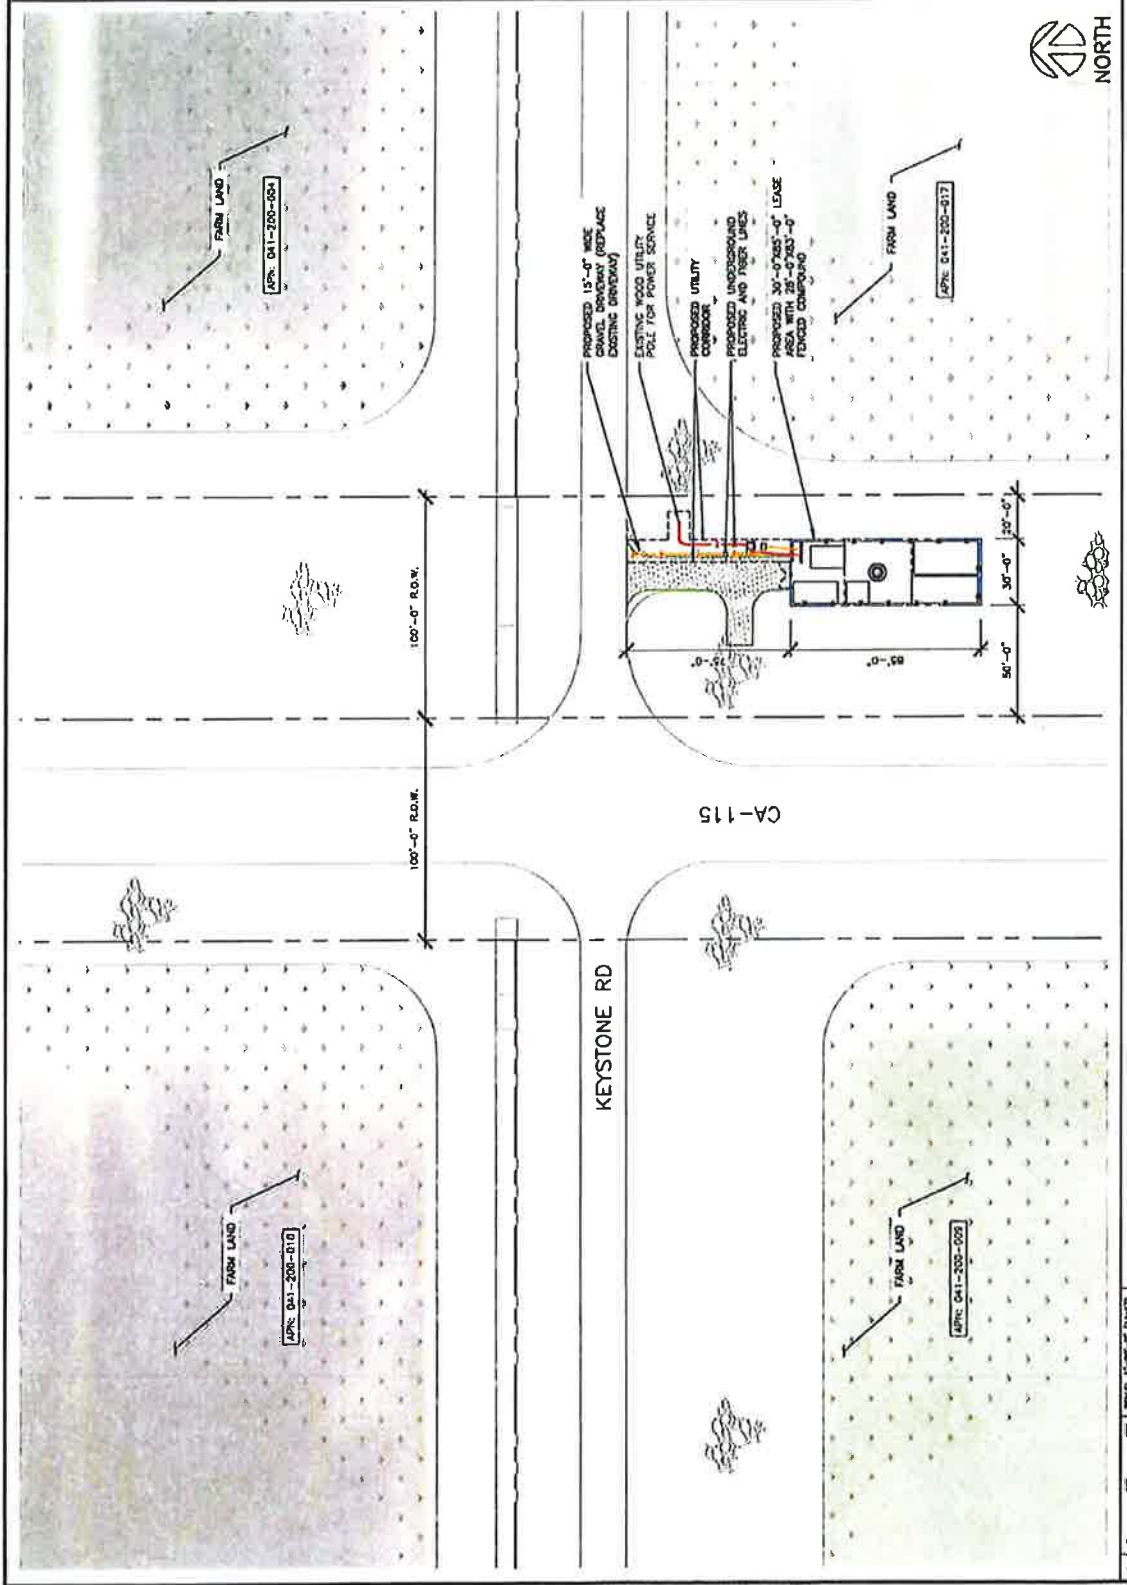 FARM LAND
APN: 041-200-004
NORTH
PROPOSED 15'-0" WIDE
GRAVEL DRIVEWAY (REPLACE
EXISTING DRIVEWAY)
EXISTING WOOD UTILITY
POLE FOR POWER SERVICE
PROPOSED UTILITY
CORRIDOR
PROPOSED UNDERGROUND
ELECTRIC AND FIBER LINES
PROPOSED 30'-0"X85'-0" LEASE
AREA WITH 28'-0"X83'-0"
FENCED COMPOUND
FARM LAND
APN: 041-200-017
100'-0" R.O.W.
100'-0" R.O.W.
75'-0"
85'-0"
20'-0"
30'-0"
50'-0"
CA-115
KEYSTONE RD
FARM LAND
APN: 041-200-010
FARM LAND
APN: 041-200-009